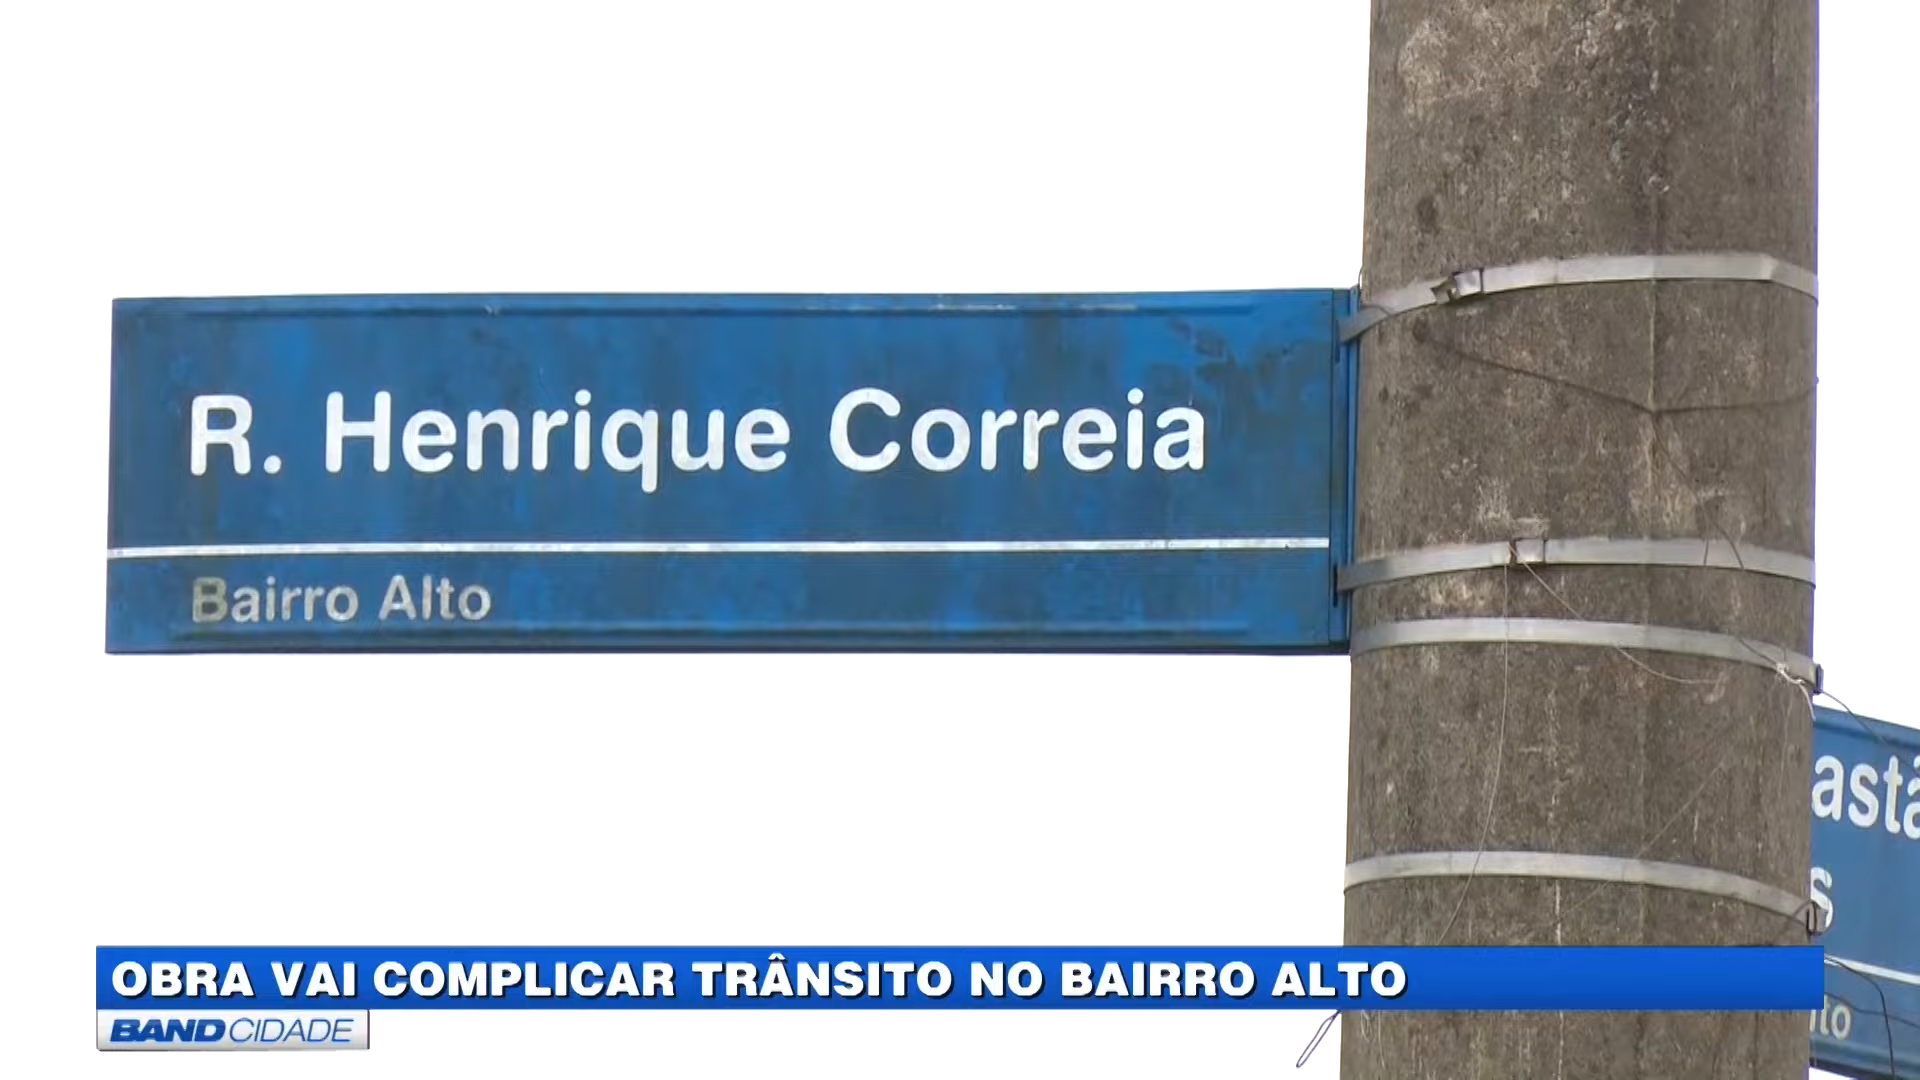 R. Henrique Correia
Bairro Alto
OBRA VAI COMPLICAR TRÂNSITO NO BAIRRO ALTO
BAND CIDADE